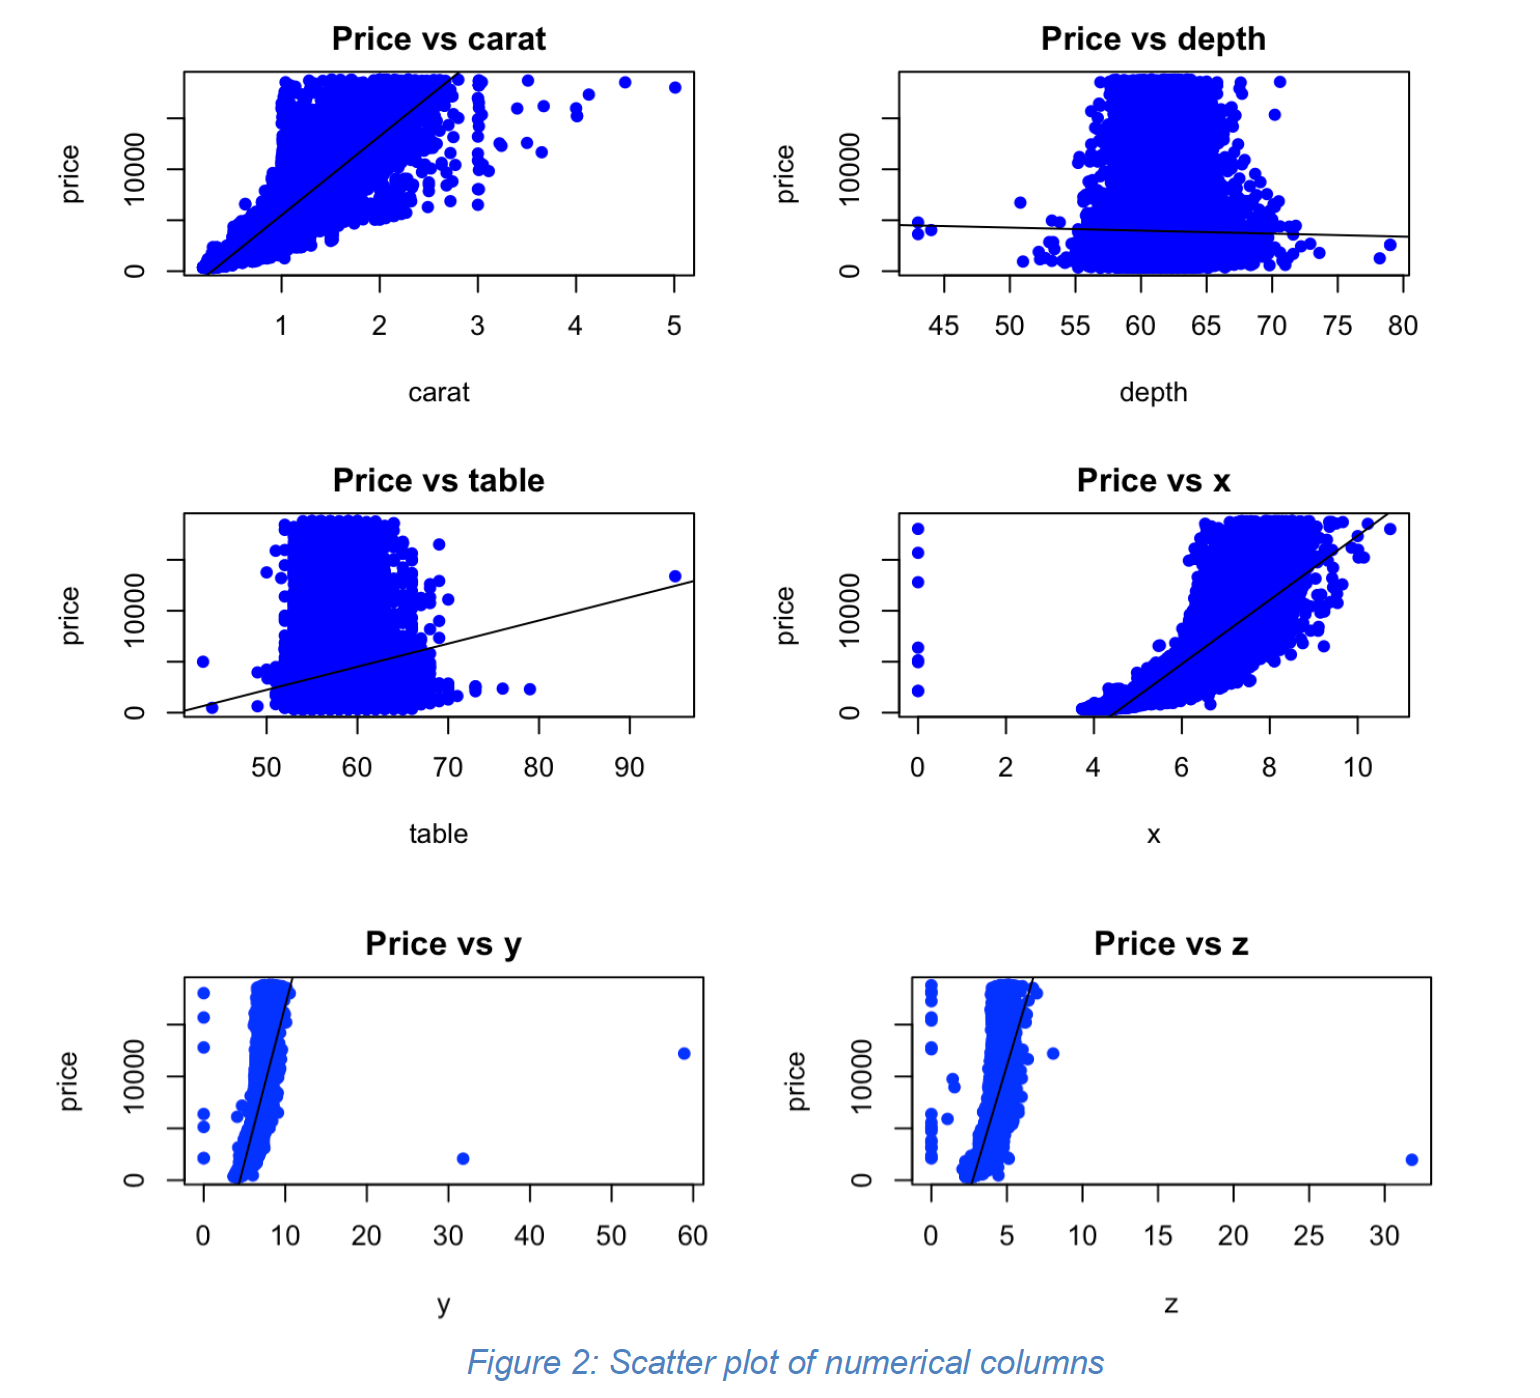 Price vs carat
price
0 10000
1 2 3 4 5
carat
Price vs depth
price
0 10000
45 50 55 60 65 70 75 80
depth
Price vs table
price
0 10000
50 60 70 80 90
table
Price vs x
price
0 10000
0 2 4 6 8 10
x
Price vs y
price
0 10000
0 10 20 30 40 50 60
y
Price vs z
price
0 10000
0 5 10 15 20 25 30
z
Figure 2: Scatter plot of numerical columns